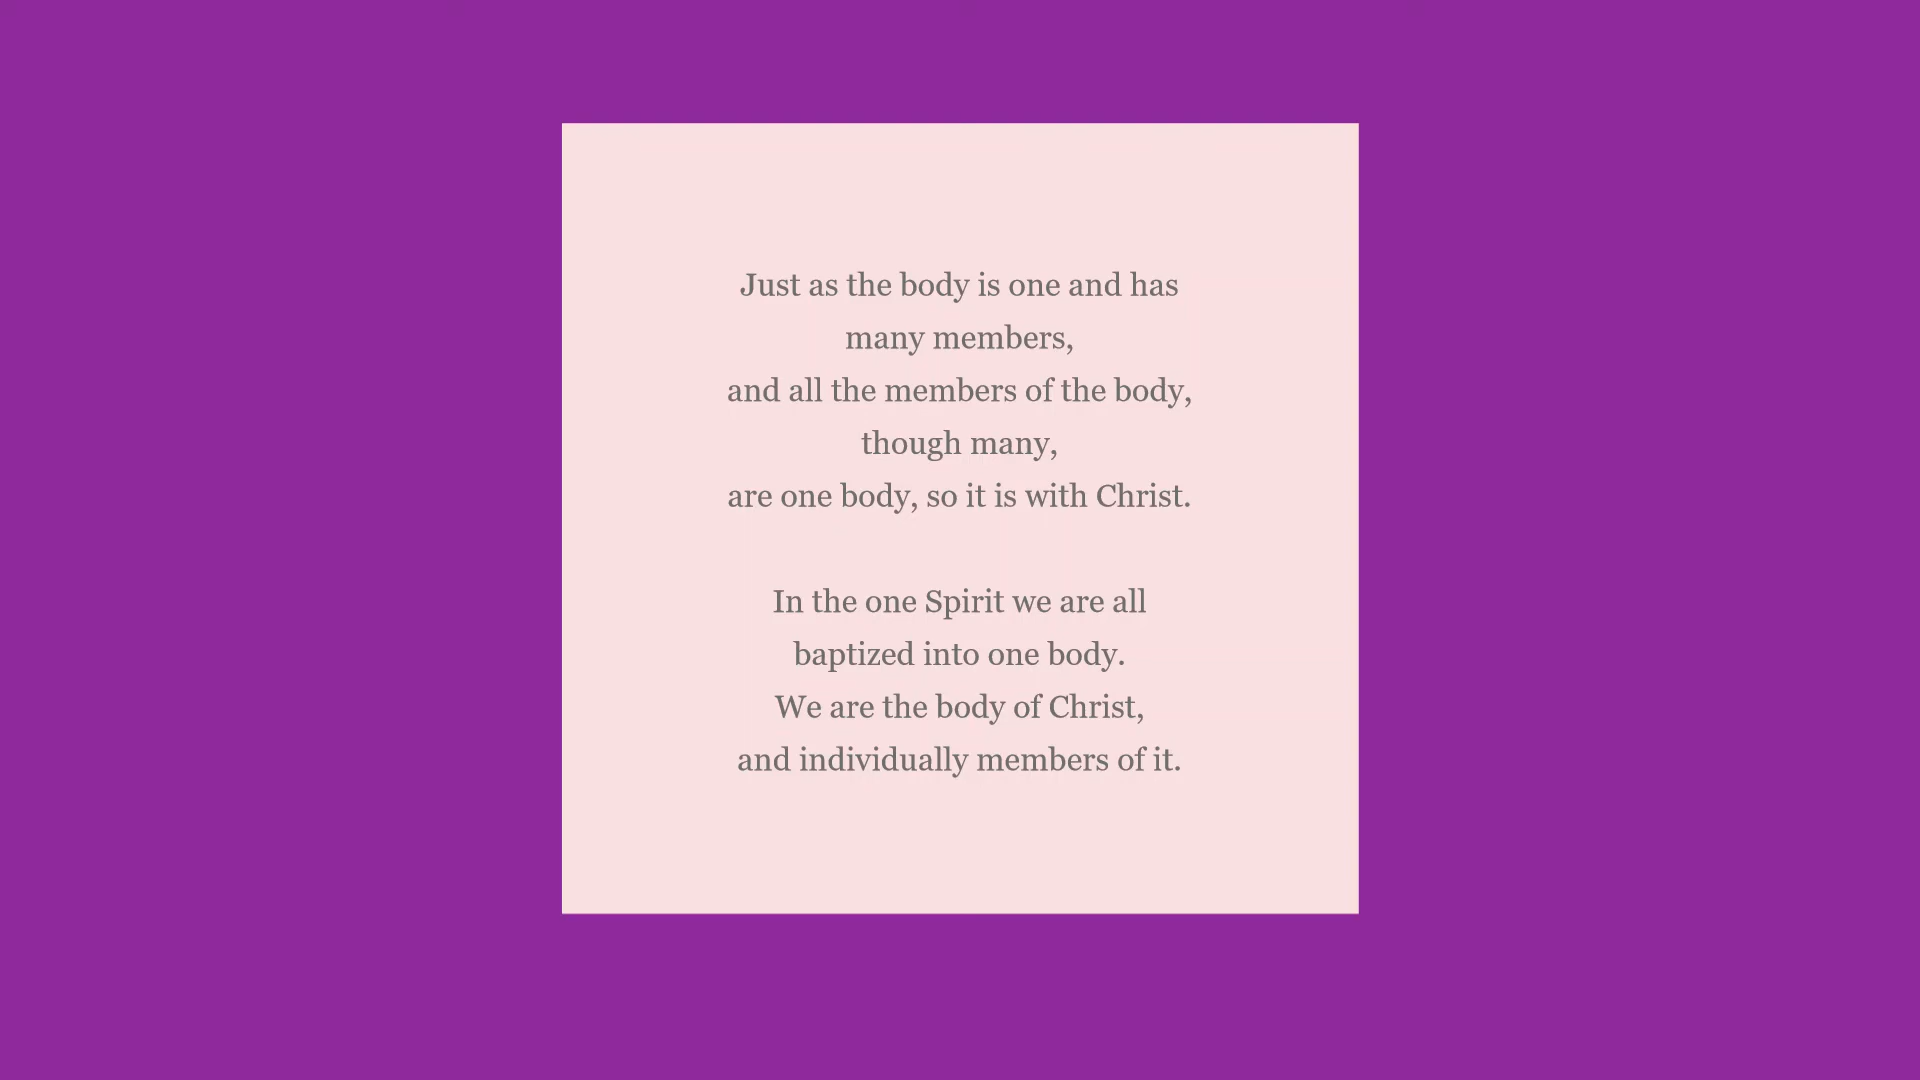 Just as the body is one and has
many members,
and all the members of the body,
though many,
are one body, so it is with Christ.
In the one Spirit we are all
baptized into one body.
We are the body of Christ,
and individually members of it.